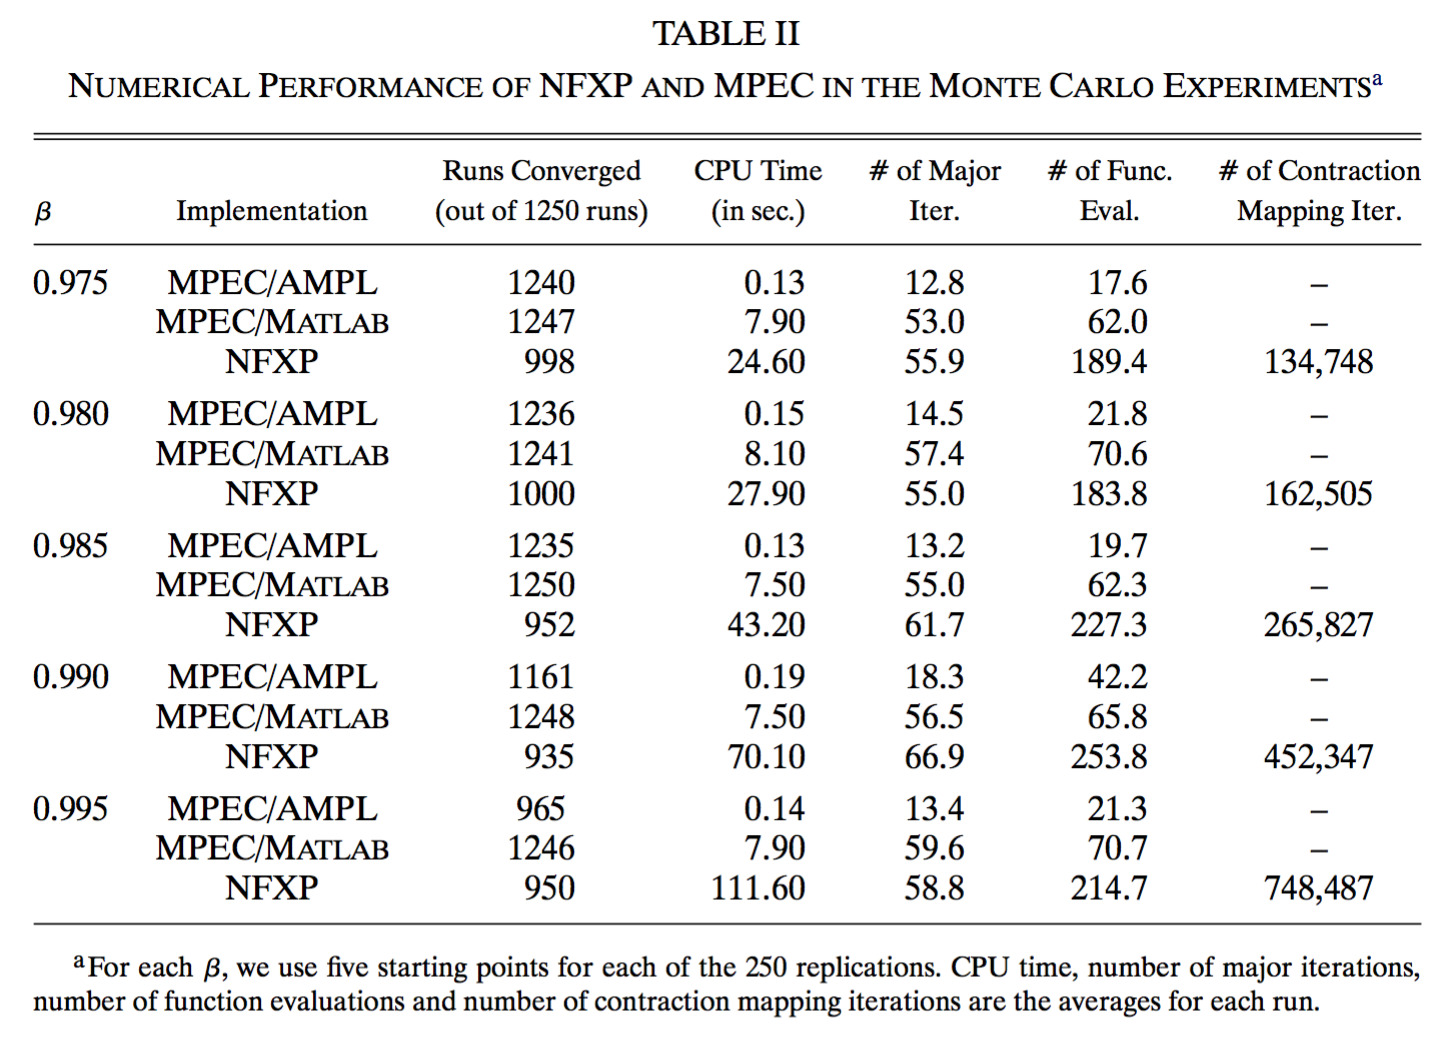 TABLE II
NUMERICAL PERFORMANCE OF NFXP AND MPEC IN THE MONTE CARLO EXPERIMENTSᵃ
Runs Converged CPU Time # of Major # of Func. # of Contraction
β Implementation (out of 1250 runs) (in sec.) Iter. Eval. Mapping Iter.
0.975 MPEC/AMPL 1240 0.13 12.8 17.6 –
MPEC/MATLAB 1247 7.90 53.0 62.0 –
NFXP 998 24.60 55.9 189.4 134,748
0.980 MPEC/AMPL 1236 0.15 14.5 21.8 –
MPEC/MATLAB 1241 8.10 57.4 70.6 –
NFXP 1000 27.90 55.0 183.8 162,505
0.985 MPEC/AMPL 1235 0.13 13.2 19.7 –
MPEC/MATLAB 1250 7.50 55.0 62.3 –
NFXP 952 43.20 61.7 227.3 265,827
0.990 MPEC/AMPL 1161 0.19 18.3 42.2 –
MPEC/MATLAB 1248 7.50 56.5 65.8 –
NFXP 935 70.10 66.9 253.8 452,347
0.995 MPEC/AMPL 965 0.14 13.4 21.3 –
MPEC/MATLAB 1246 7.90 59.6 70.7 –
NFXP 950 111.60 58.8 214.7 748,487
ᵃFor each β, we use five starting points for each of the 250 replications. CPU time, number of major iterations,
number of function evaluations and number of contraction mapping iterations are the averages for each run.